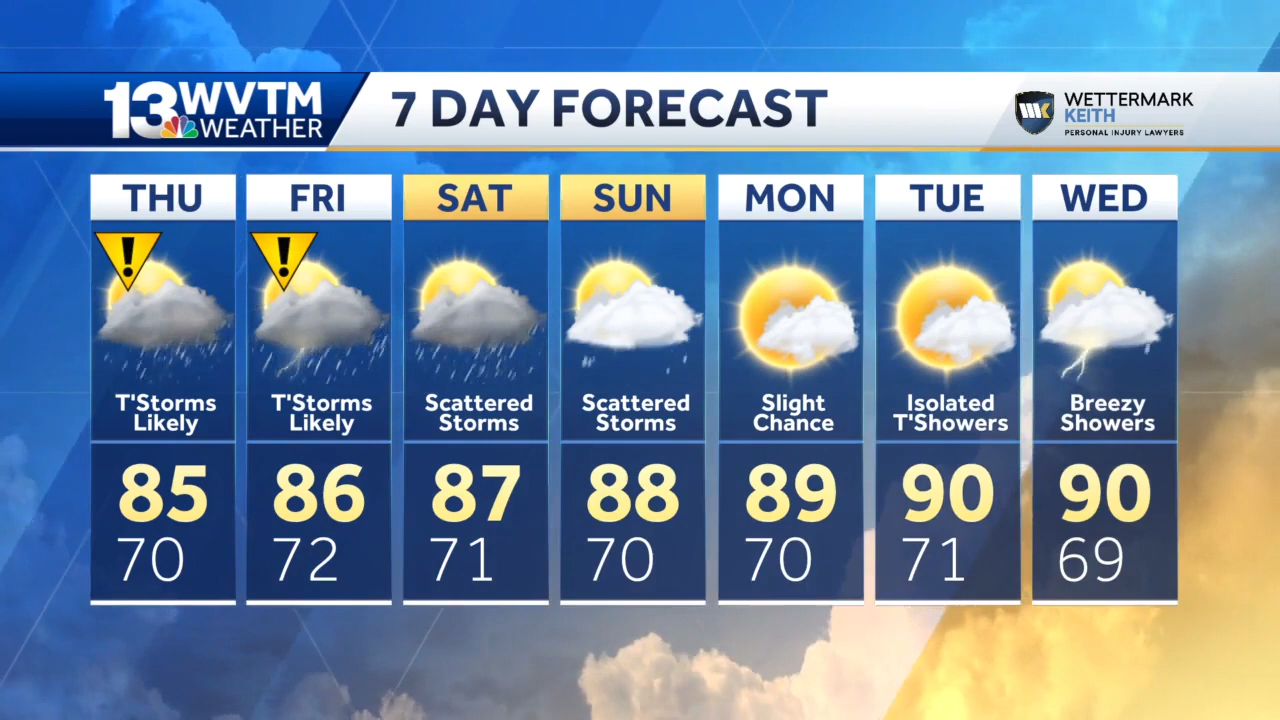 13 WVTM
WEATHER
7 DAY FORECAST
WETTERMARK
KEITH
PERSONAL INJURY LAWYERS
THU
!
T'Storms
Likely
85
70
FRI
!
T'Storms
Likely
86
72
SAT
Scattered
Storms
87
71
SUN
Scattered
Storms
88
70
MON
Slight
Chance
89
70
TUE
Isolated
T'Showers
90
71
WED
Breezy
Showers
90
69